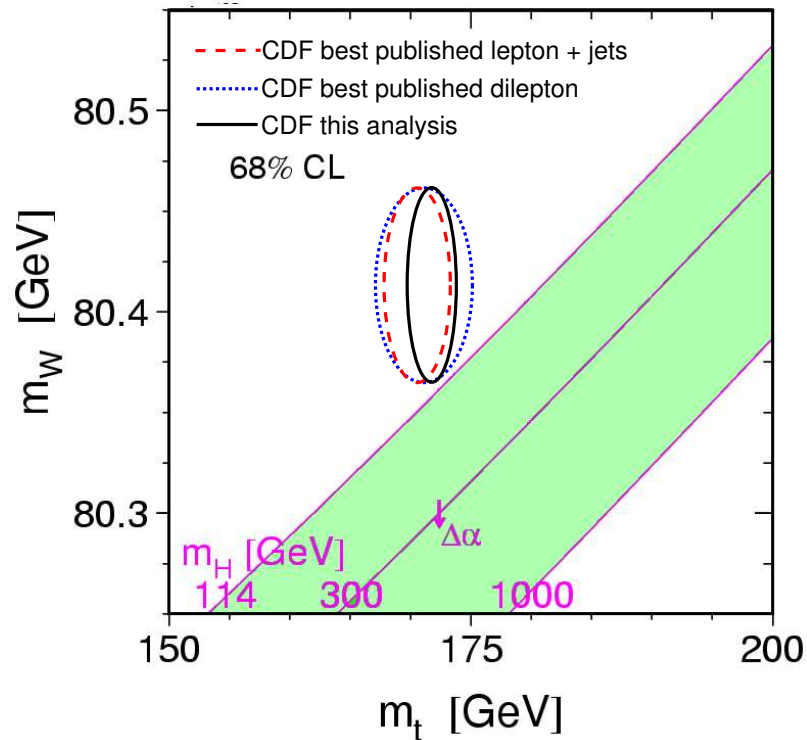 CDF best published lepton + jets
CDF best published dilepton
CDF this analysis
68% CL
80.5
80.4
80.3
m_W [GeV]
Δα
m_H [GeV]
114 300 1000
150 175 200
m_t [GeV]